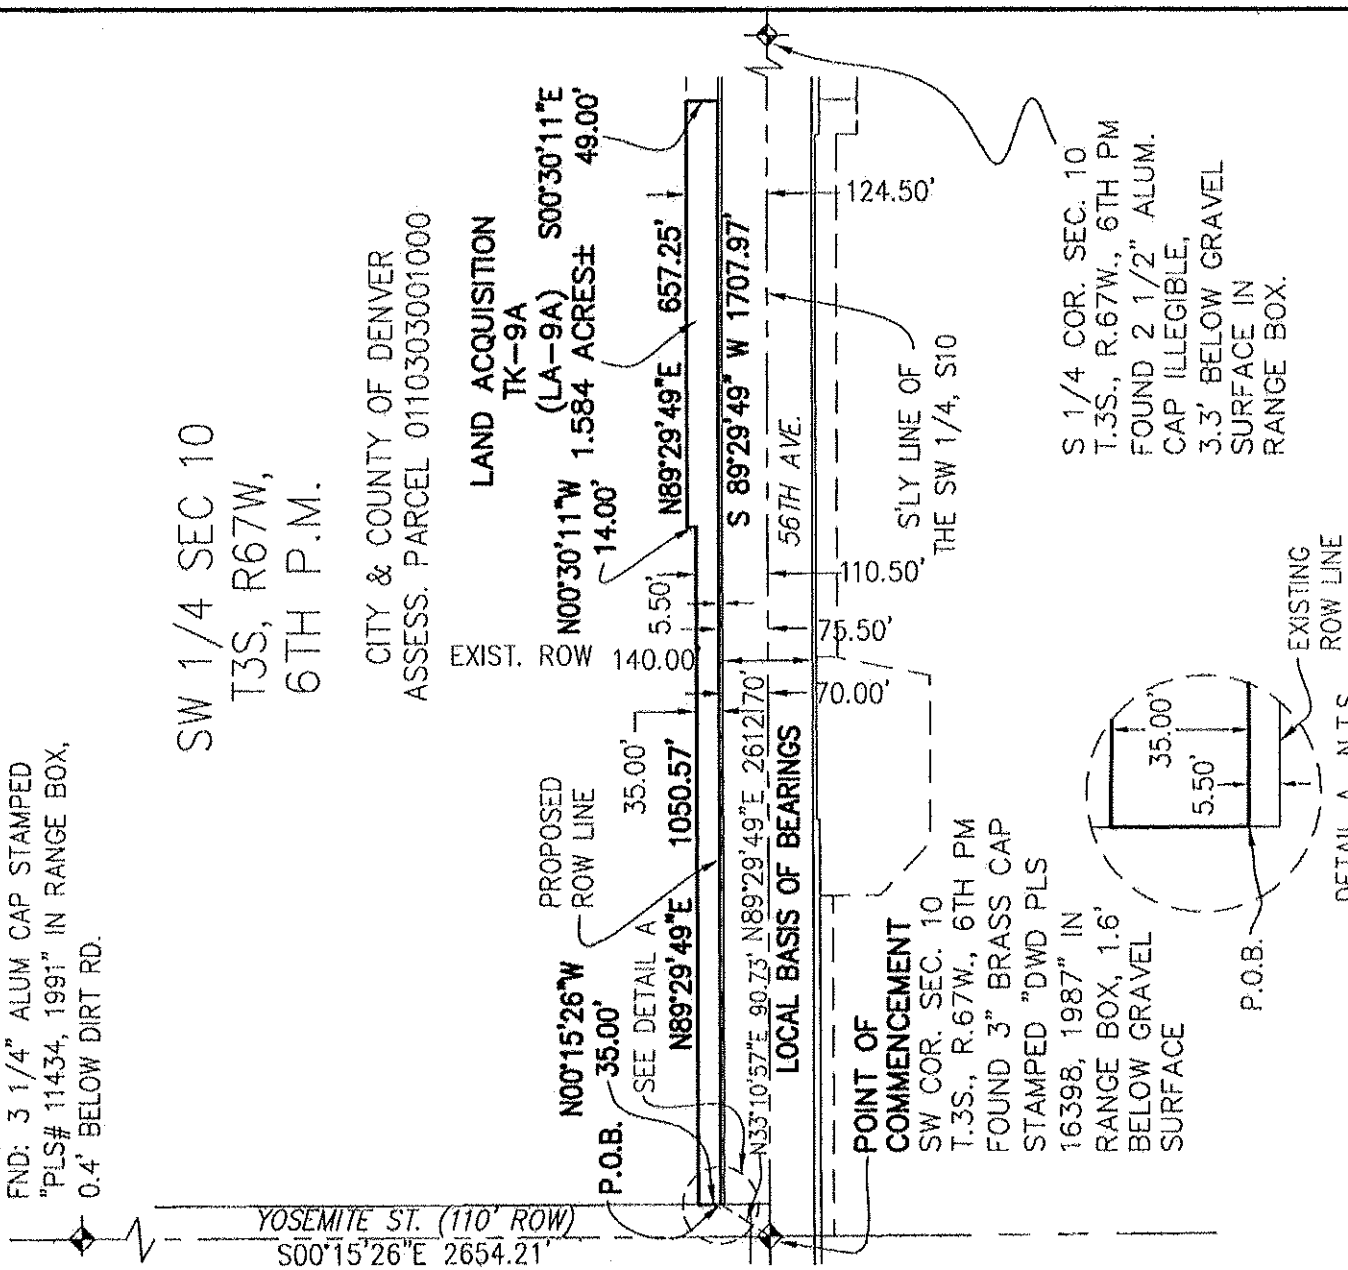 FND: 3 1/4" ALUM CAP STAMPED
"PLS# 11434, 1991" IN RANGE BOX,
0.4' BELOW DIRT RD.
SW 1/4 SEC 10
T3S, R67W,
6TH P.M.
CITY & COUNTY OF DENVER
ASSESS. PARCEL 0110303001000
LAND ACQUISITION
TK-9A
(LA-9A)
1.584 ACRES±
S00°30'11"E
49.00'
N00°30'11"W
14.00'
N89°29'49"E 657.25'
S 89°29'49" W 1707.97'
56TH AVE.
124.50'
110.50'
5.50'
75.50'
EXIST. ROW 140.00'
70.00'
35.00'
PROPOSED
ROW LINE
N89°29'49"E 1050.57'
N00°15'26"W
35.00'
SEE DETAIL A
P.O.B.
N33°10'57"E 90.73'
N89°29'49"E 2612.70'
LOCAL BASIS OF BEARINGS
S'LY LINE OF
THE SW 1/4, S10
YOSEMITE ST. (110' ROW)
S00°15'26"E 2654.21'
POINT OF
COMMENCEMENT
SW COR. SEC. 10
T.3S., R.67W., 6TH PM
FOUND 3" BRASS CAP
STAMPED "DWD PLS
16398, 1987" IN
RANGE BOX, 1.6'
BELOW GRAVEL
SURFACE
S 1/4 COR. SEC. 10
T.3S., R.67W., 6TH PM
FOUND 2 1/2" ALUM.
CAP ILLEGIBLE,
3.3' BELOW GRAVEL
SURFACE IN
RANGE BOX.
35.00'
5.50'
P.O.B.
EXISTING
ROW LINE
DETAIL A N.T.S.